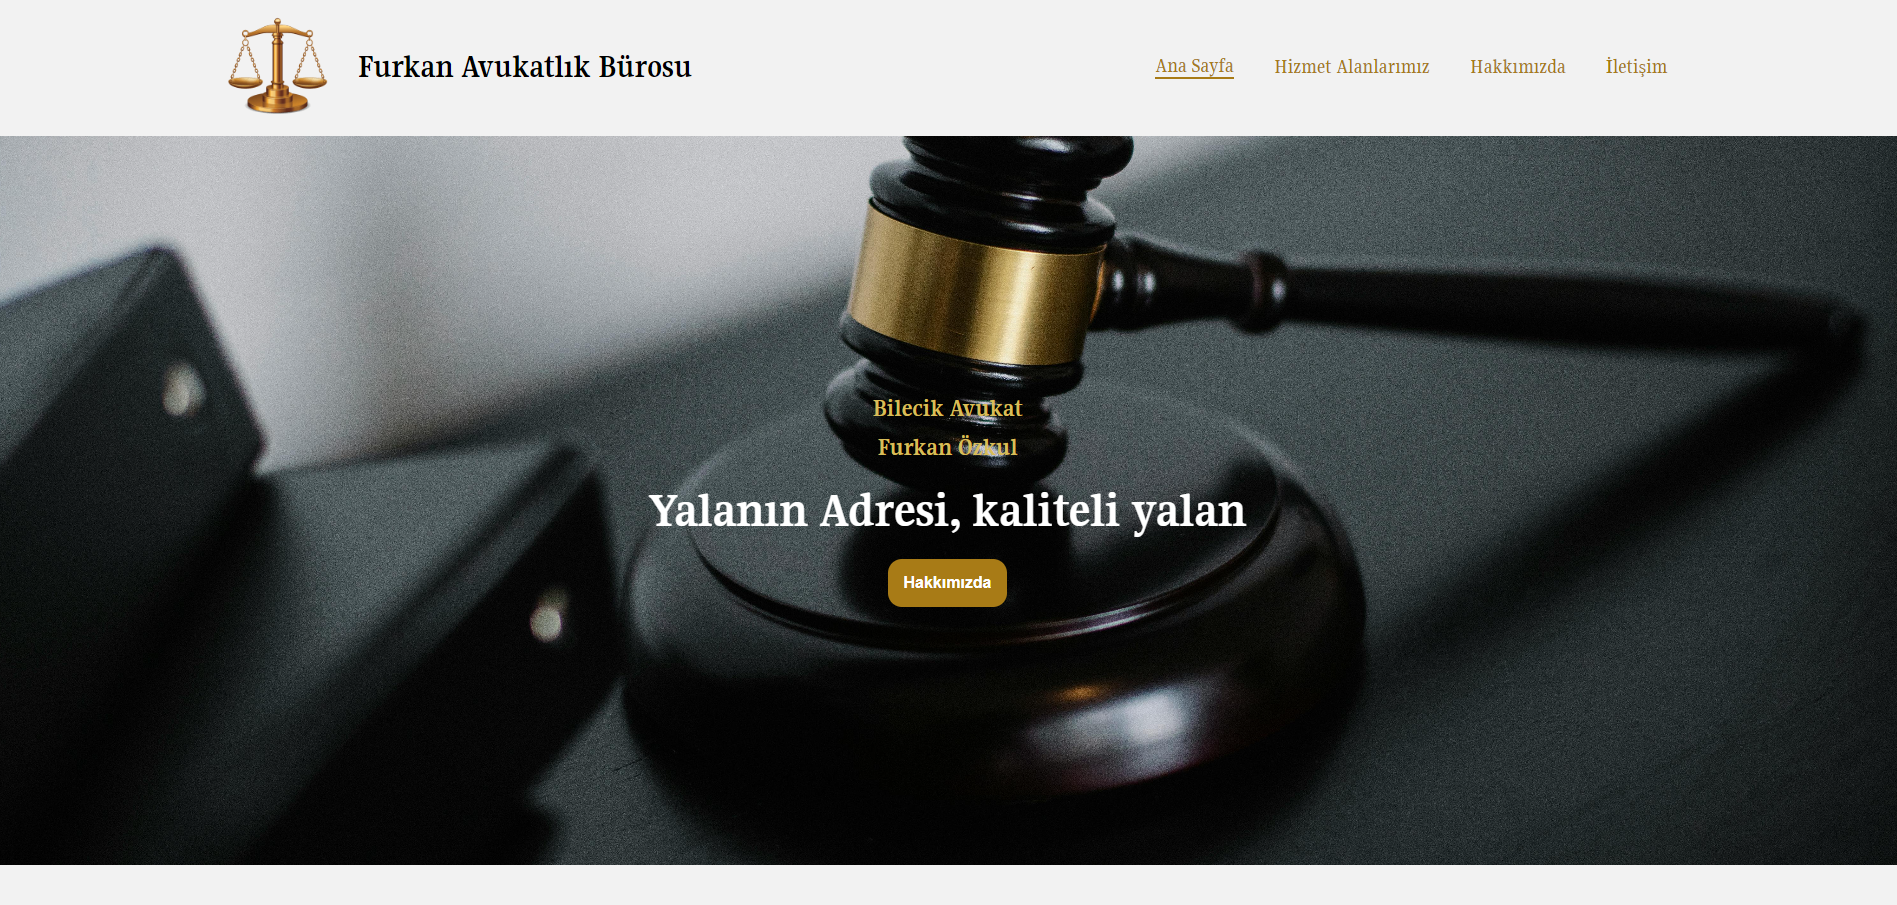 Furkan Avukatlık Bürosu
Ana Sayfa
Hizmet Alanlarımız
Hakkımızda
İletişim
Bilecik Avukat
Furkan Özkul
Yalanın Adresi, kaliteli yalan
Hakkımızda